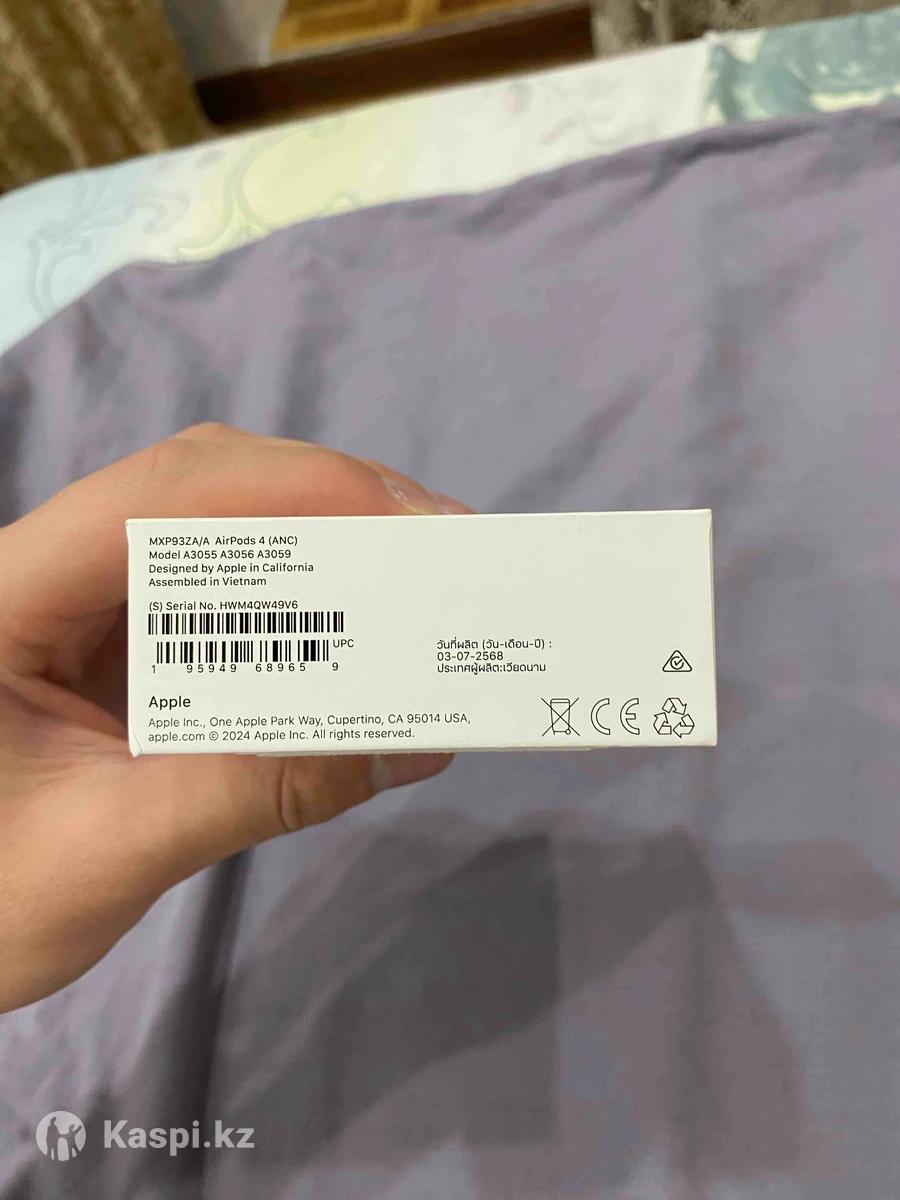 MXP93ZA/A AirPods 4 (ANC)
Model A3055 A3056 A3059
Designed by Apple in California
Assembled in Vietnam
(S) Serial No. HWM4QW49V6
UPC
1 95949 68965 9
วันที่ผลิต (วัน-เดือน-ปี) :
03-07-2568
ประเทศผู้ผลิต:เวียดนาม
Apple
Apple Inc., One Apple Park Way, Cupertino, CA 95014 USA,
apple.com © 2024 Apple Inc. All rights reserved.
CE
Kaspi.kz